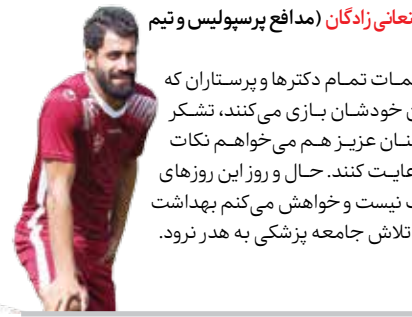 نعانی‌زادگان (مدافع پرسپولیس و تیم
مات تمام دکترها و پرستاران که
خودشان بازی می‌کنند، تشکر
عزیز هم می‌خواهم نکات
عایت کنند. حال و روز این روزهای
نیست و خواهش می‌کنم بهداشت
تلاش جامعه پزشکی به هدر نرود.